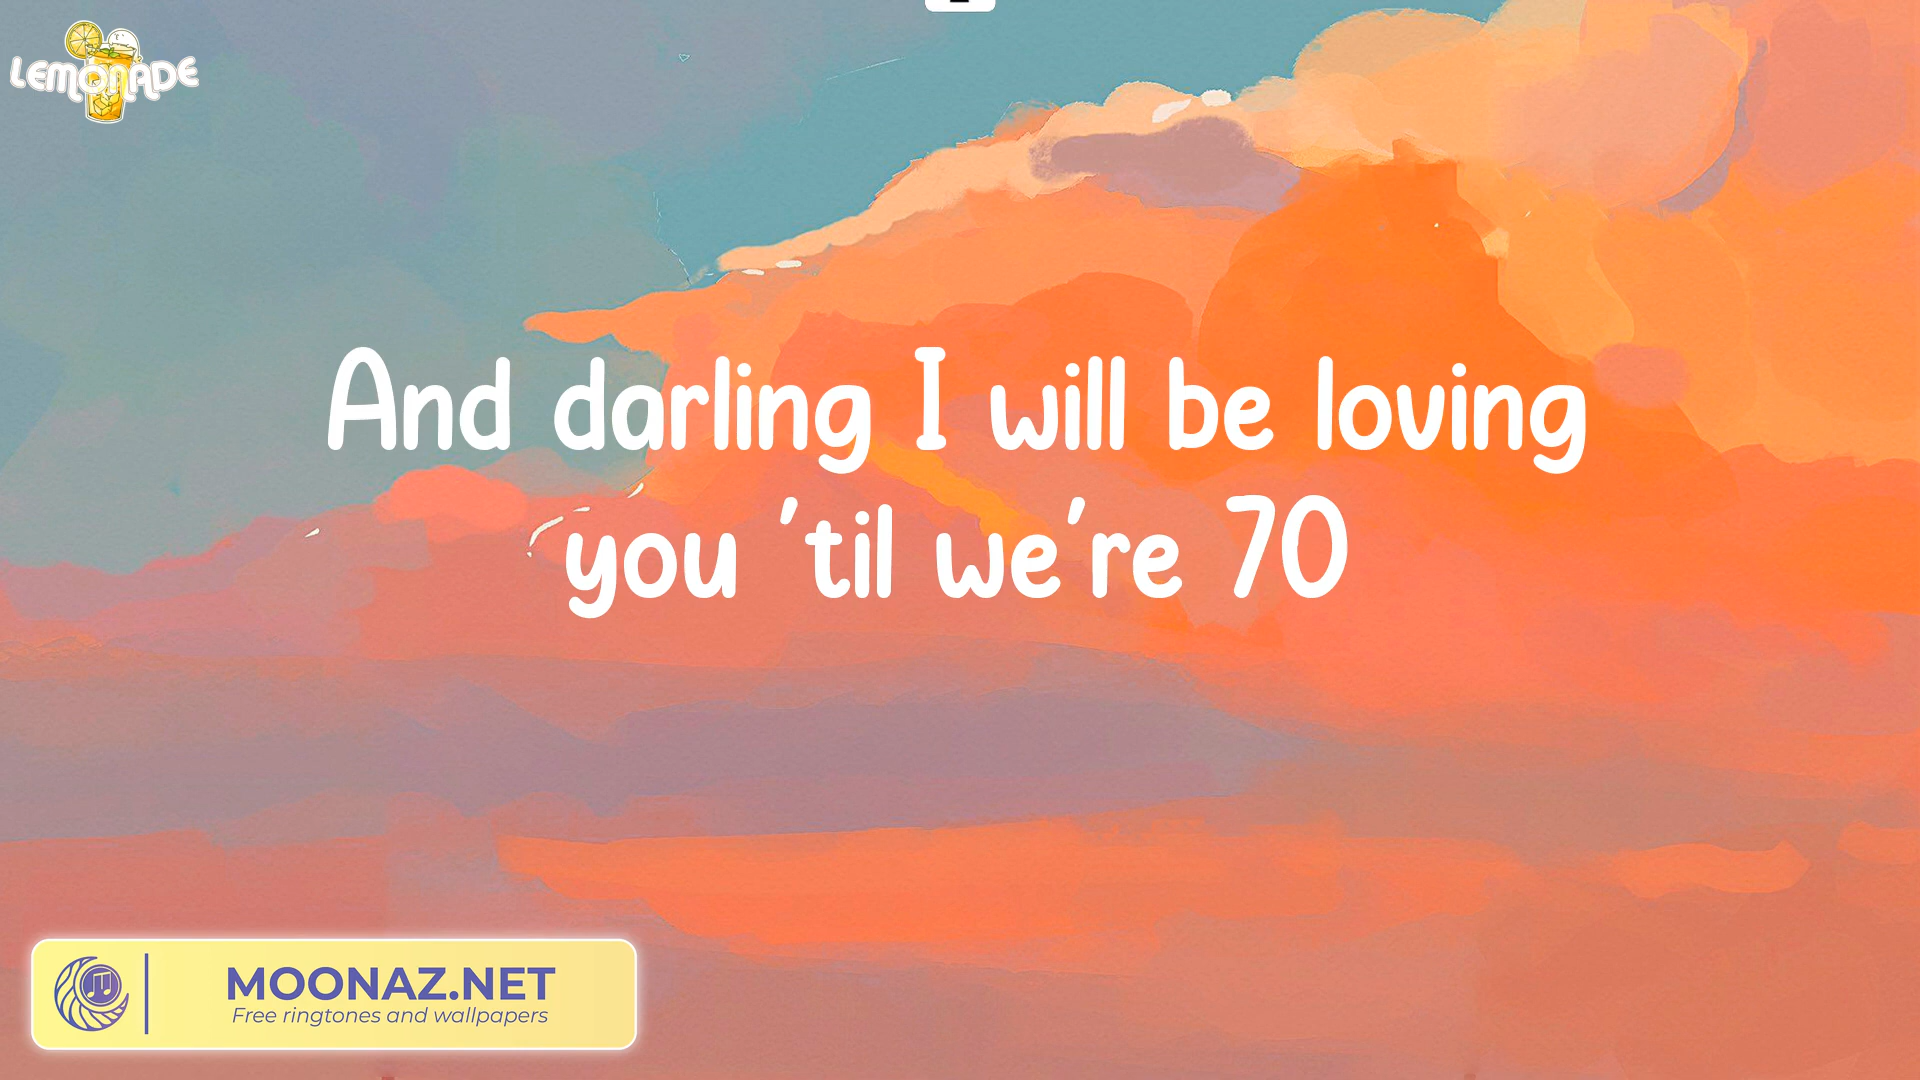 LEMONADE
And darling I will be loving
you 'til we're 70
MOONAZ.NET
Free ringtones and wallpapers